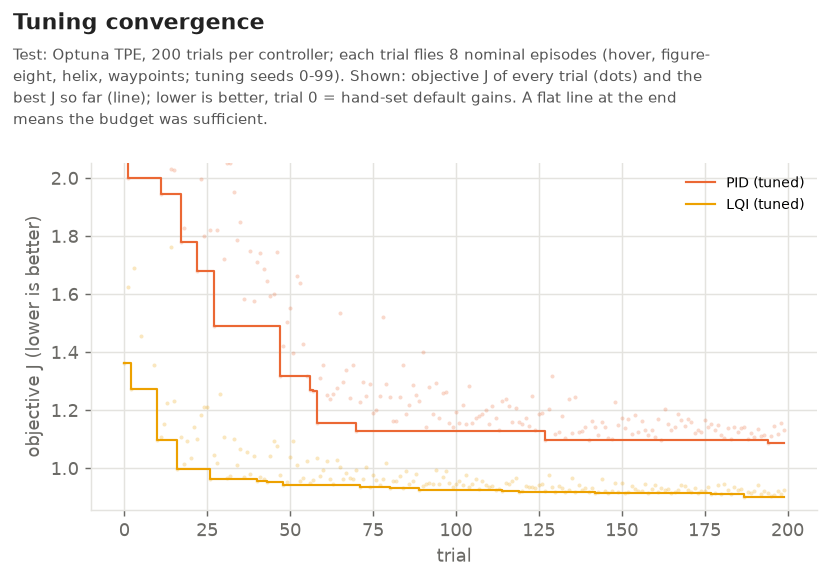 Tuning convergence
Test: Optuna TPE, 200 trials per controller; each trial flies 8 nominal episodes (hover, figure-
eight, helix, waypoints; tuning seeds 0-99). Shown: objective J of every trial (dots) and the
best J so far (line); lower is better, trial 0 = hand-set default gains. A flat line at the end
means the budget was sufficient.
PID (tuned)
LQI (tuned)
objective J (lower is better)
2.0
1.8
1.6
1.4
1.2
1.0
0 25 50 75 100 125 150 175 200
trial